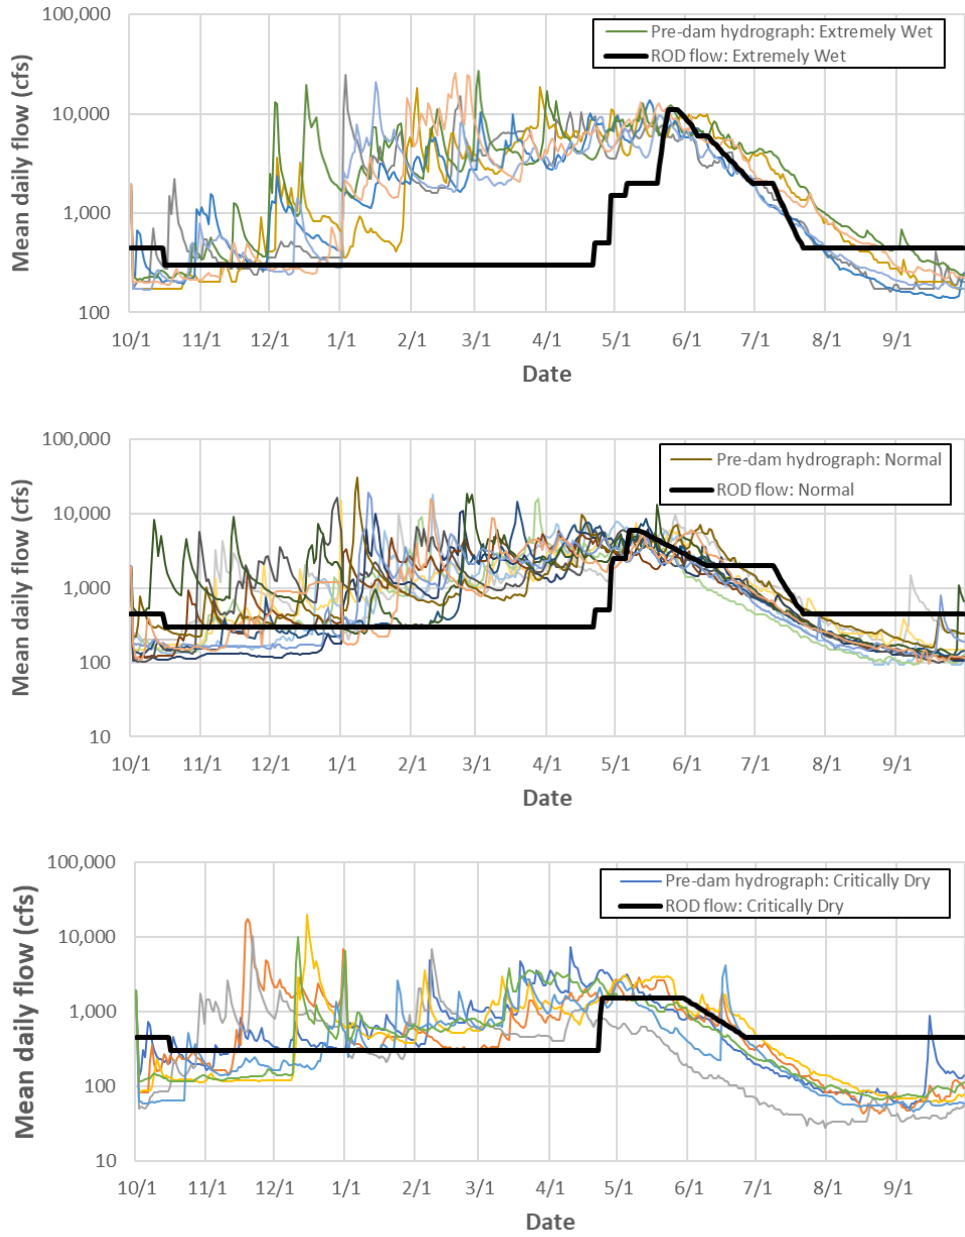 Mean daily flow (cfs)
100,000
10,000
1,000
100
Pre-dam hydrograph: Extremely Wet
ROD flow: Extremely Wet
10/1 11/1 12/1 1/1 2/1 3/1 4/1 5/1 6/1 7/1 8/1 9/1
Date
Mean daily flow (cfs)
100,000
10,000
1,000
100
10
Pre-dam hydrograph: Normal
ROD flow: Normal
10/1 11/1 12/1 1/1 2/1 3/1 4/1 5/1 6/1 7/1 8/1 9/1
Date
Mean daily flow (cfs)
100,000
10,000
1,000
100
10
Pre-dam hydrograph: Critically Dry
ROD flow: Critically Dry
10/1 11/1 12/1 1/1 2/1 3/1 4/1 5/1 6/1 7/1 8/1 9/1
Date